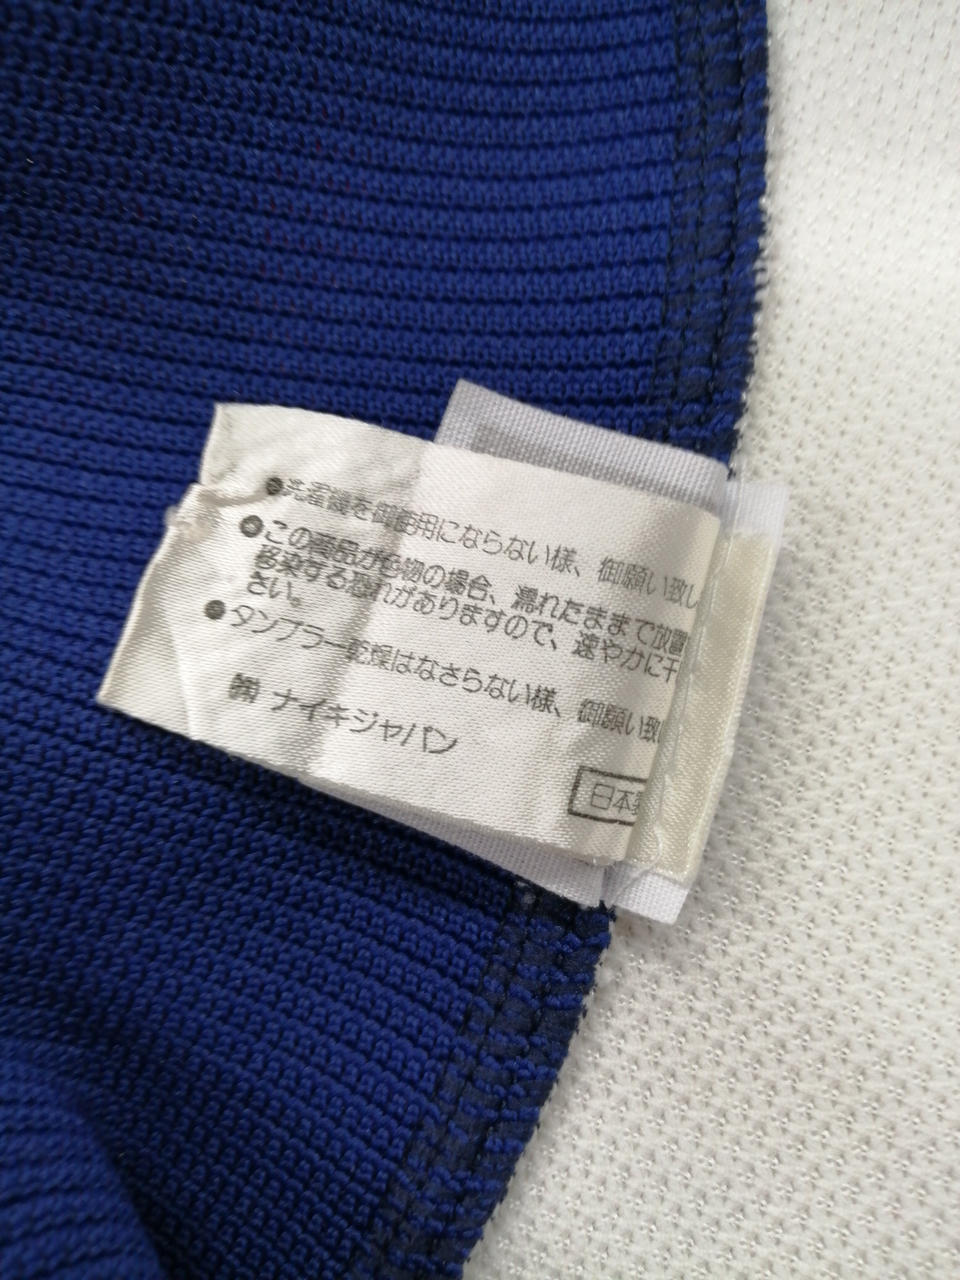 ●洗濯機を御使用にならない様、御願い致し
●この商品が色物の場合、濡れたままで放置
移染する恐れがありますので、速やかに干
さい。
●タンブラー乾燥はなさらない様、御願い致
㈱ ナイキジャパン
日本製